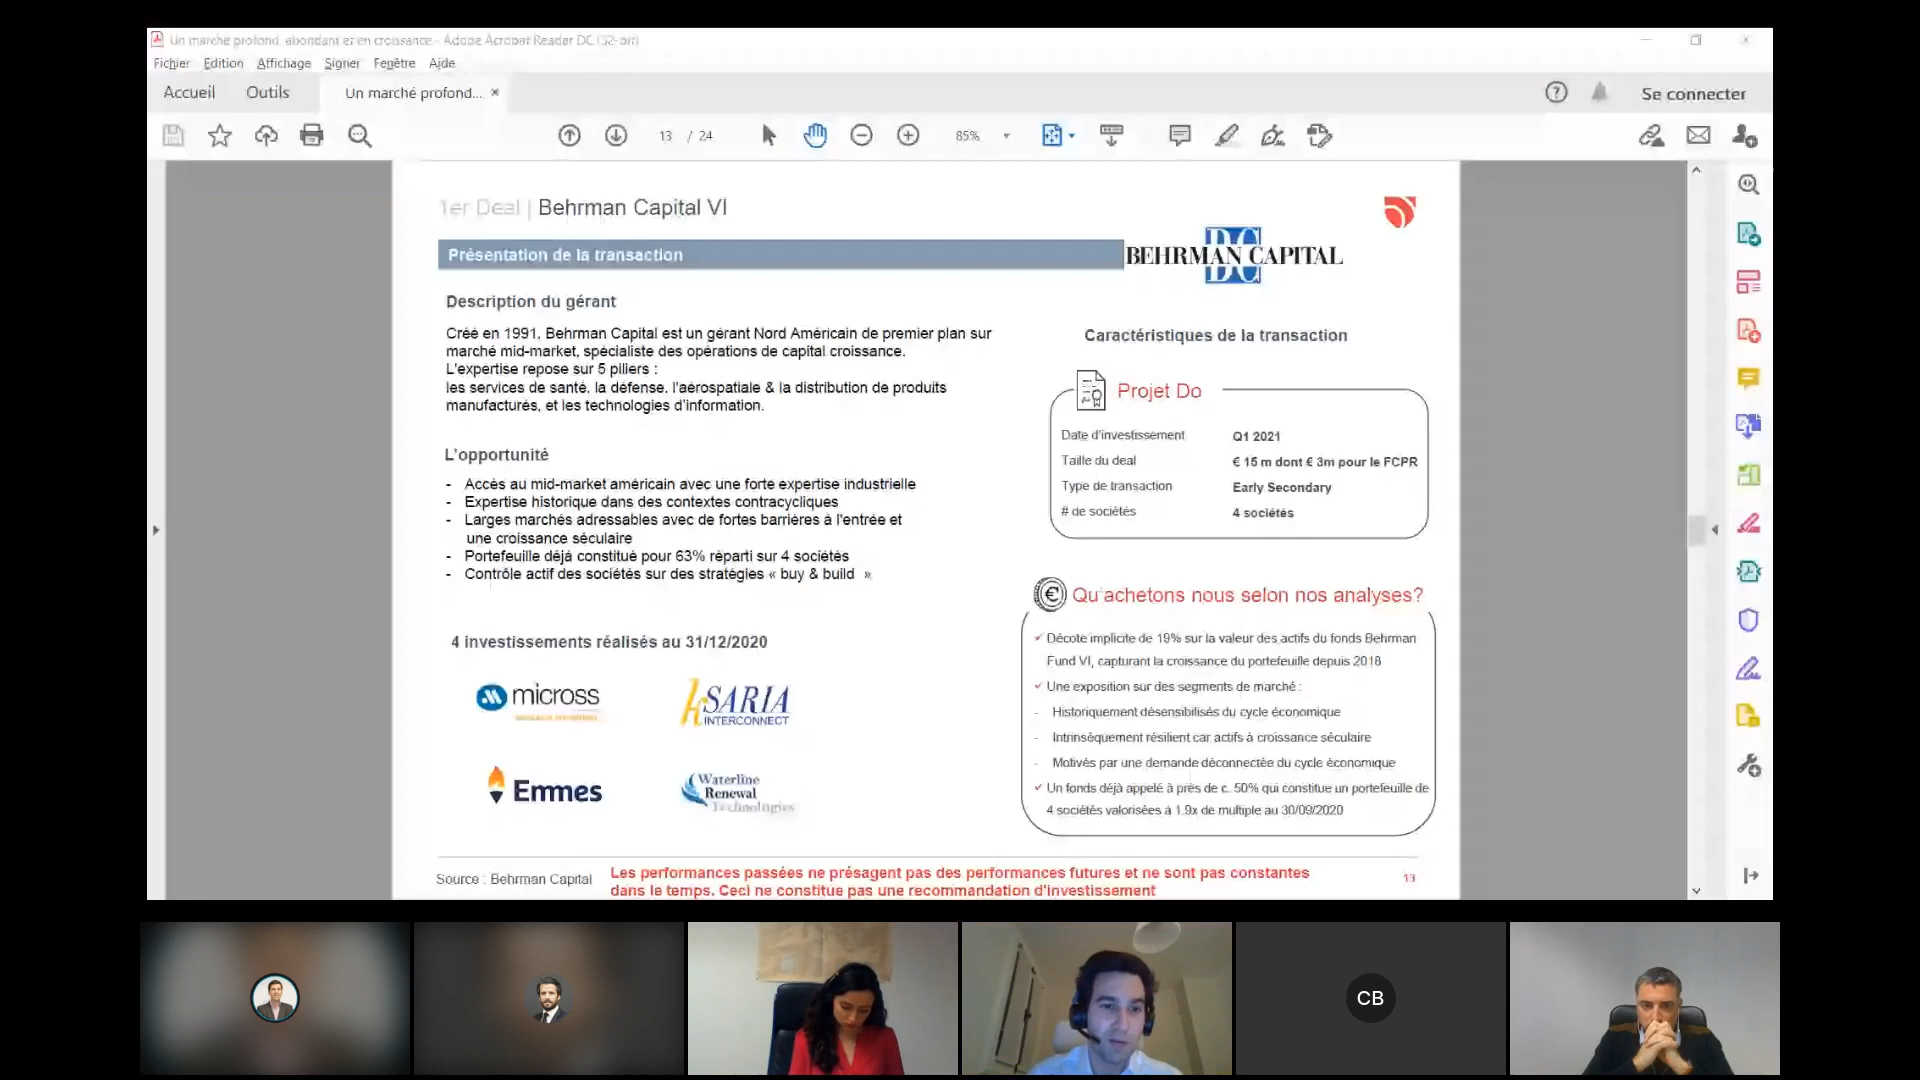 Un marché profond, abondant et en croissance - Adobe Acrobat Reader DC (32-bit)
Fichier Edition Affichage Signer Fenêtre Aide
Accueil Outils Un marché profond... × Se connecter
13 / 24 85%
1er Deal | Behrman Capital VI
Présentation de la transaction
BEHRMAN CAPITAL
Description du gérant
Créé en 1991, Behrman Capital est un gérant Nord Américain de premier plan sur
marché mid-market, spécialiste des opérations de capital croissance.
L'expertise repose sur 5 piliers :
les services de santé, la défense, l'aérospatiale & la distribution de produits
manufacturés, et les technologies d'information.
L'opportunité
- Accès au mid-market américain avec une forte expertise industrielle
- Expertise historique dans des contextes contracycliques
- Larges marchés adressables avec de fortes barrières à l'entrée et
une croissance séculaire
- Portefeuille déjà constitué pour 63% réparti sur 4 sociétés
- Contrôle actif des sociétés sur des stratégies « buy & build »
4 investissements réalisés au 31/12/2020
micross
kSARIA
INTERCONNECT
Emmes
Waterline
Renewal
Technologies
Caractéristiques de la transaction
Projet Do
Date d'investissement Q1 2021
Taille du deal € 15 m dont € 3m pour le FCPR
Type de transaction Early Secondary
# de sociétés 4 sociétés
Qu'achetons nous selon nos analyses?
✓ Décote implicite de 19% sur la valeur des actifs du fonds Behrman
Fund VI, capturant la croissance du portefeuille depuis 2018
✓ Une exposition sur des segments de marché :
- Historiquement désensibilisés du cycle économique
- Intrinsèquement résilient car actifs à croissance séculaire
- Motivés par une demande déconnectée du cycle économique
✓ Un fonds déjà appelé à près de c. 50% qui constitue un portefeuille de
4 sociétés valorisées à 1.9x de multiple au 30/09/2020
Source : Behrman Capital
Les performances passées ne présagent pas des performances futures et ne sont pas constantes
dans le temps. Ceci ne constitue pas une recommandation d'investissement
13
CB